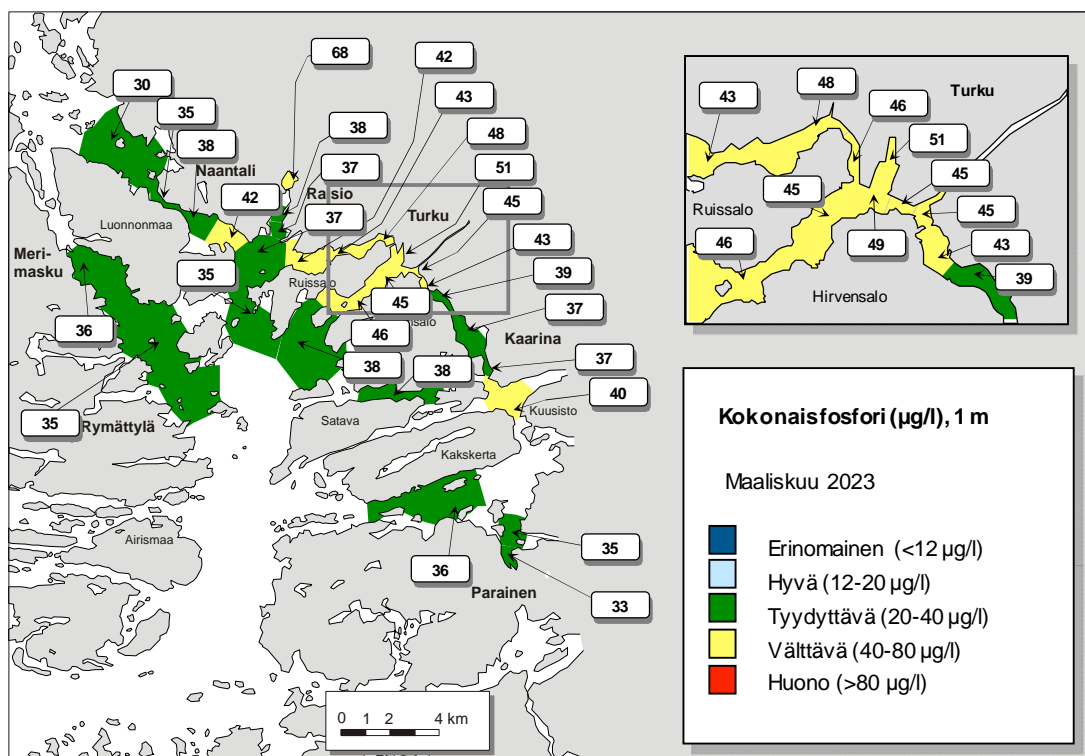 68
42
30
43
35
38
48
38
Naantali
37
51
Raisio
42
37
45
Turku
Luonnonmaa
43
Meri-
masku
35
Ruissalo
39
45
36
46
37
Kaarina
38
38
37
35
Rymättylä
Satava
Kuusisto
40
Kakskerta
Airismaa
36
35
Parainen
33
0 1 2 4 km
48
43
46
Turku
51
45
45
Ruissalo
45
46
49
43
39
Hirvensalo
Kokonaisfosfori (µg/l), 1 m
Maaliskuu 2023
Erinomainen (<12 µg/l)
Hyvä (12-20 µg/l)
Tyydyttävä (20-40 µg/l)
Välttävä (40-80 µg/l)
Huono (>80 µg/l)